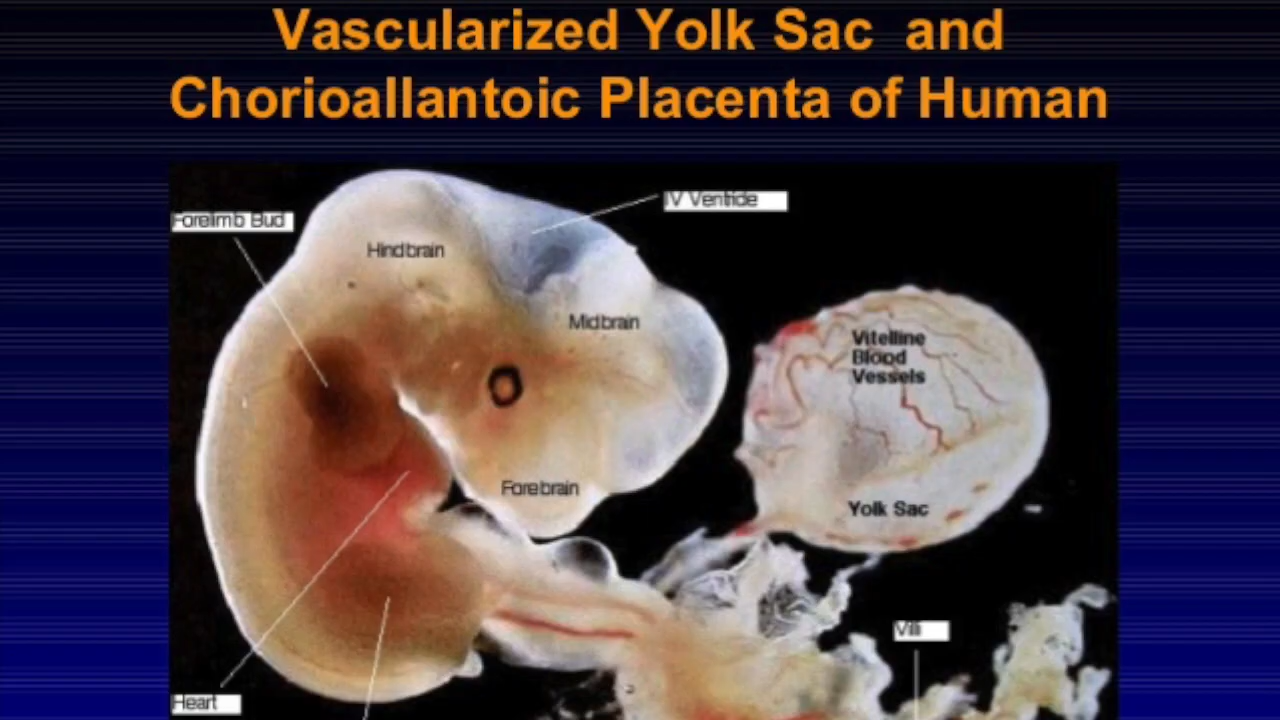 Vascularized Yolk Sac and
Chorioallantoic Placenta of Human
IV Ventricle
Forelimb Bud
Hindbrain
Midbrain
Vitelline
Blood
Vessels
Forebrain
Yolk Sac
Villi
Heart